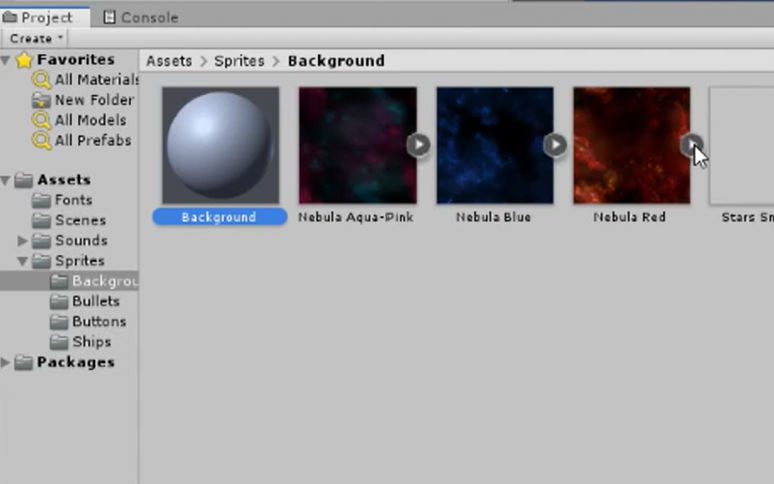 Project Console
Create
Favorites
All Materials
New Folder
All Models
All Prefabs
Assets
Fonts
Scenes
Sounds
Sprites
Backgrou
Bullets
Buttons
Ships
Packages
Assets > Sprites > Background
Background Nebula Aqua-Pink Nebula Blue Nebula Red Stars Sm